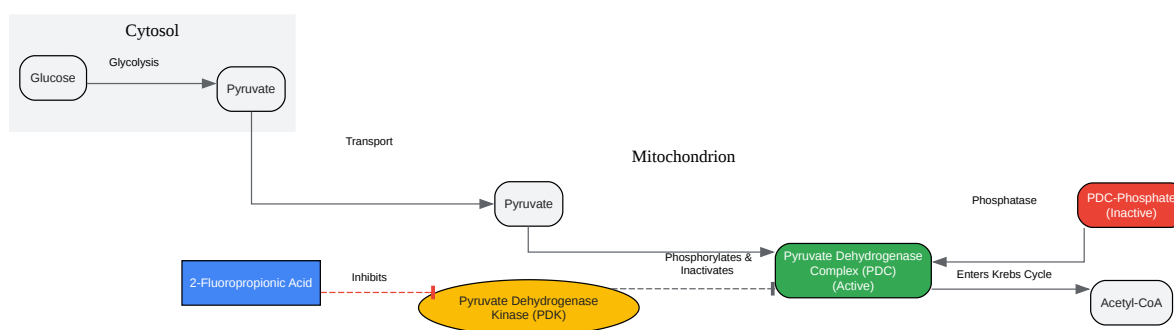 Cytosol
Glycolysis
Glucose
Pyruvate
Transport
Mitochondrion
Pyruvate
Phosphatase
PDC-Phosphate
(Inactive)
Phosphorylates &
Inactivates
Pyruvate Dehydrogenase
Complex (PDC)
(Active)
Enters Krebs Cycle
2-Fluoropropionic Acid
Inhibits
Pyruvate Dehydrogenase
Kinase (PDK)
Acetyl-CoA